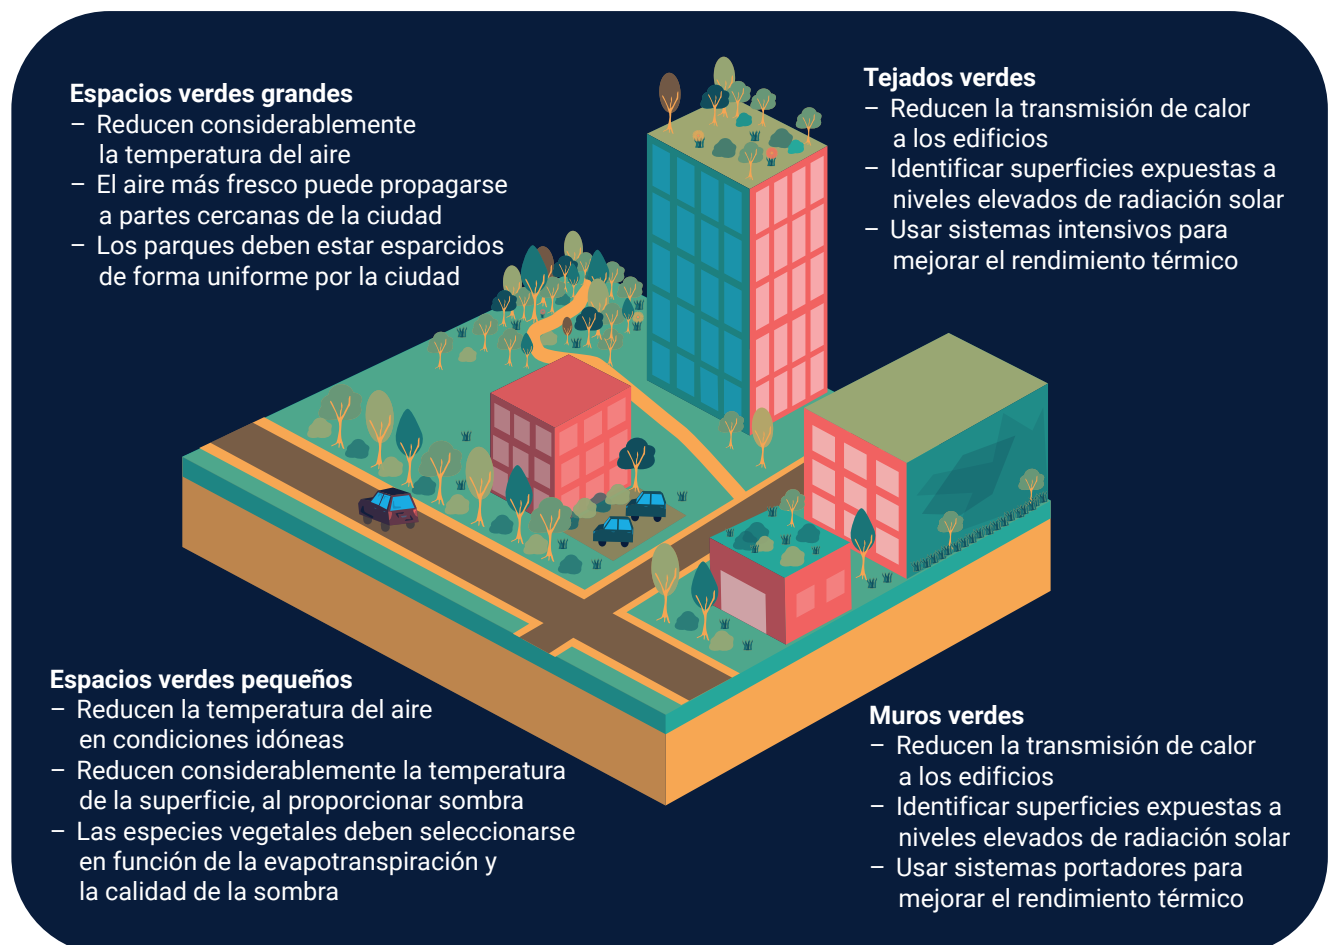 Espacios verdes grandes
– Reducen considerablemente
la temperatura del aire
– El aire más fresco puede propagarse
a partes cercanas de la ciudad
– Los parques deben estar esparcidos
de forma uniforme por la ciudad
Tejados verdes
– Reducen la transmisión de calor
a los edificios
– Identificar superficies expuestas a
niveles elevados de radiación solar
– Usar sistemas intensivos para
mejorar el rendimiento térmico
Espacios verdes pequeños
– Reducen la temperatura del aire
en condiciones idóneas
– Reducen considerablemente la temperatura
de la superficie, al proporcionar sombra
– Las especies vegetales deben seleccionarse
en función de la evapotranspiración y
la calidad de la sombra
Muros verdes
– Reducen la transmisión de calor
a los edificios
– Identificar superficies expuestas a
niveles elevados de radiación solar
– Usar sistemas portadores para
mejorar el rendimiento térmico